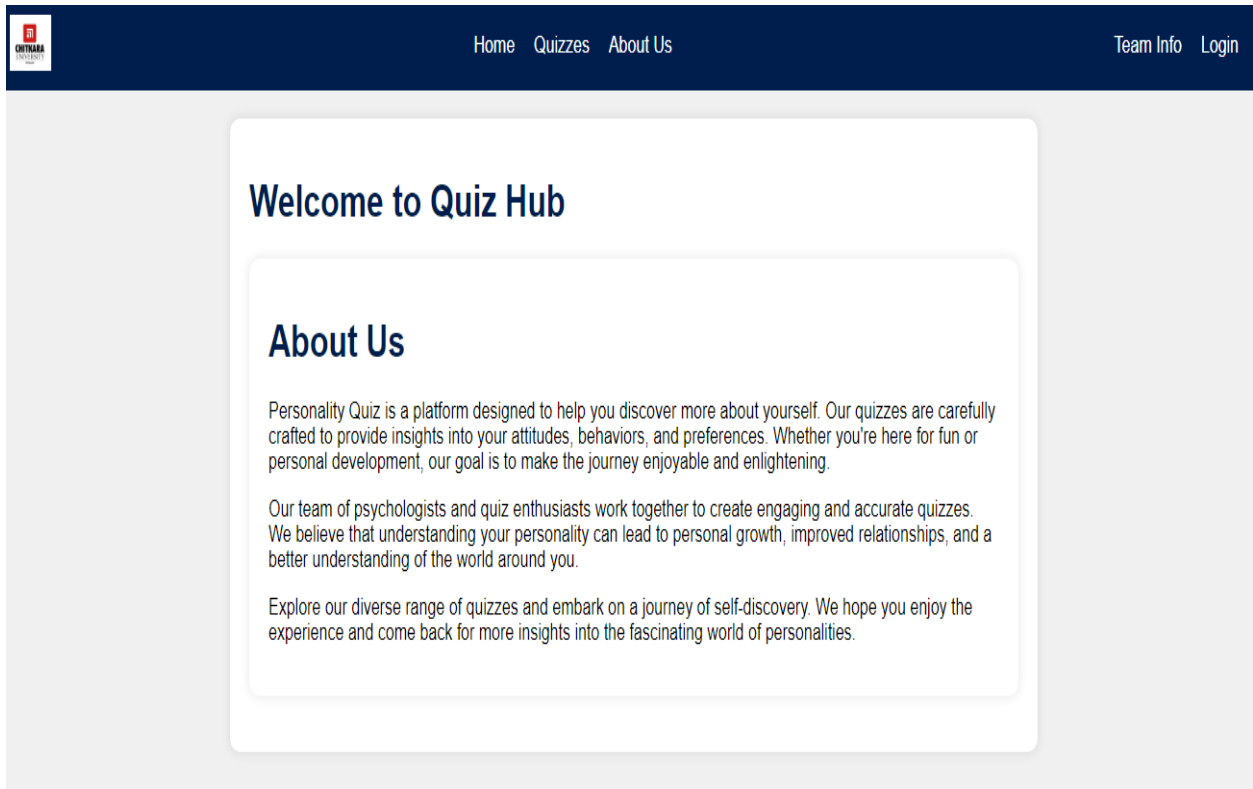 CHITKARA
UNIVERSITY
Home Quizzes About Us
Team Info Login
Welcome to Quiz Hub
About Us
Personality Quiz is a platform designed to help you discover more about yourself. Our quizzes are carefully
crafted to provide insights into your attitudes, behaviors, and preferences. Whether you're here for fun or
personal development, our goal is to make the journey enjoyable and enlightening.
Our team of psychologists and quiz enthusiasts work together to create engaging and accurate quizzes.
We believe that understanding your personality can lead to personal growth, improved relationships, and a
better understanding of the world around you.
Explore our diverse range of quizzes and embark on a journey of self-discovery. We hope you enjoy the
experience and come back for more insights into the fascinating world of personalities.